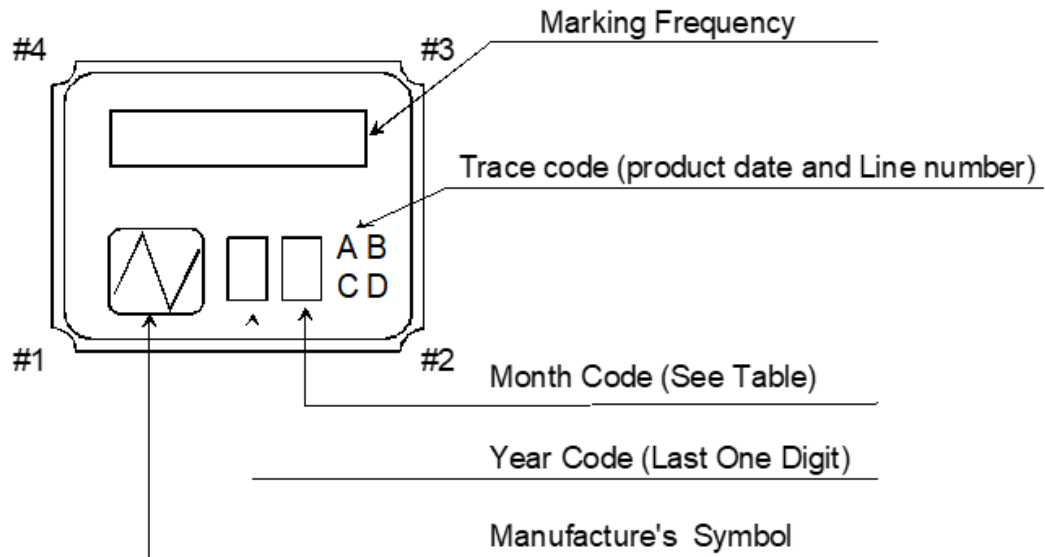 Marking Frequency
#4 #3
Trace code (product date and Line number)
A B
C D
#1 #2
Month Code (See Table)
Year Code (Last One Digit)
Manufacture's Symbol